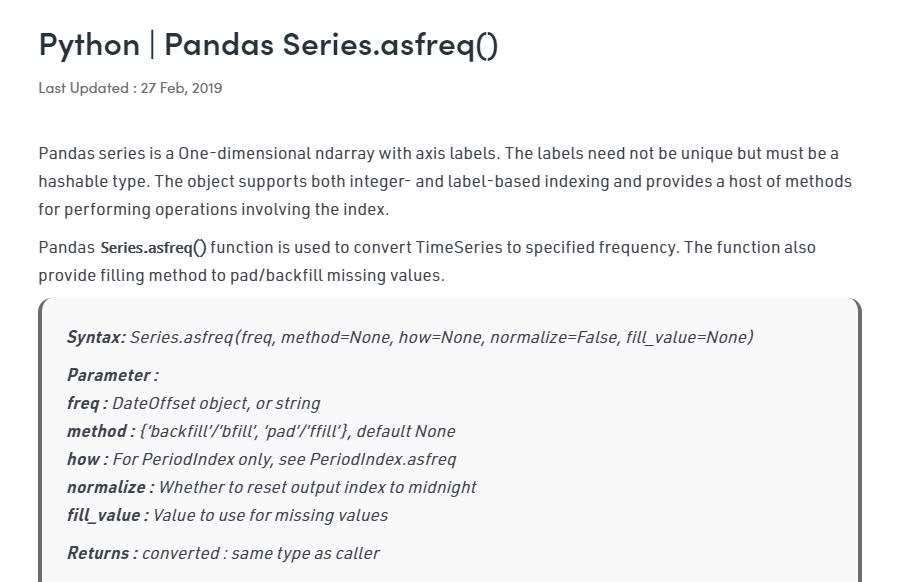 Python | Pandas Series.asfreq()
Last Updated : 27 Feb, 2019
Pandas series is a One-dimensional ndarray with axis labels. The labels need not be unique but must be a
hashable type. The object supports both integer- and label-based indexing and provides a host of methods
for performing operations involving the index.
Pandas Series.asfreq() function is used to convert TimeSeries to specified frequency. The function also
provide filling method to pad/backfill missing values.
Syntax: Series.asfreq(freq, method=None, how=None, normalize=False, fill_value=None)
Parameter :
freq : DateOffset object, or string
method : {‘backfill’/’bfill’, ‘pad’/’ffill’}, default None
how : For PeriodIndex only, see PeriodIndex.asfreq
normalize : Whether to reset output index to midnight
fill_value : Value to use for missing values
Returns : converted : same type as caller